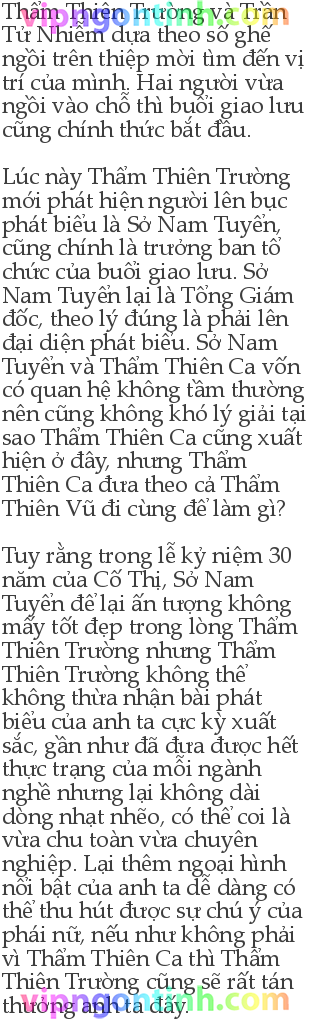 Thẩm Thiên Trường và Trần
Tử Nhiễm dựa theo số ghế
ngồi trên thiệp mời tìm đến vị
trí của mình. Hai người vừa
ngồi vào chỗ thì buổi giao lưu
cũng chính thức bắt đầu.
Lúc này Thẩm Thiên Trường
mới phát hiện người lên bục
phát biểu là Sở Nam Tuyển,
cũng chính là trưởng ban tổ
chức của buổi giao lưu. Sở
Nam Tuyển lại là Tổng Giám
đốc, theo lý đúng là phải lên
đại diện phát biểu. Sở Nam
Tuyển và Thẩm Thiên Ca vốn
có quan hệ không tầm thường
nên cũng không khó lý giải tại
sao Thẩm Thiên Ca cũng xuất
hiện ở đây, nhưng Thẩm
Thiên Ca đưa theo cả Thẩm
Thiên Vũ đi cùng để làm gì?
Tuy rằng trong lễ kỷ niệm 30
năm của Cố Thị, Sở Nam
Tuyển để lại ấn tượng không
mấy tốt đẹp trong lòng Thẩm
Thiên Trường nhưng Thẩm
Thiên Trường không thể
không thừa nhận bài phát
biểu của anh ta cực kỳ xuất
sắc, gần như đã đưa được hết
thực trạng của mỗi ngành
nghề nhưng lại không dài
dòng nhạt nhẽo, có thể coi là
vừa chu toàn vừa chuyên
nghiệp. Lại thêm ngoại hình
nổi bật của anh ta dễ dàng có
thể thu hút được sự chú ý của
phái nữ, nếu như không phải
vì Thẩm Thiên Ca thì Thẩm
Thiên Trường cũng sẽ rất tán
thưởng anh ta đấy.
vipngontinh.com
vipngontinh.com